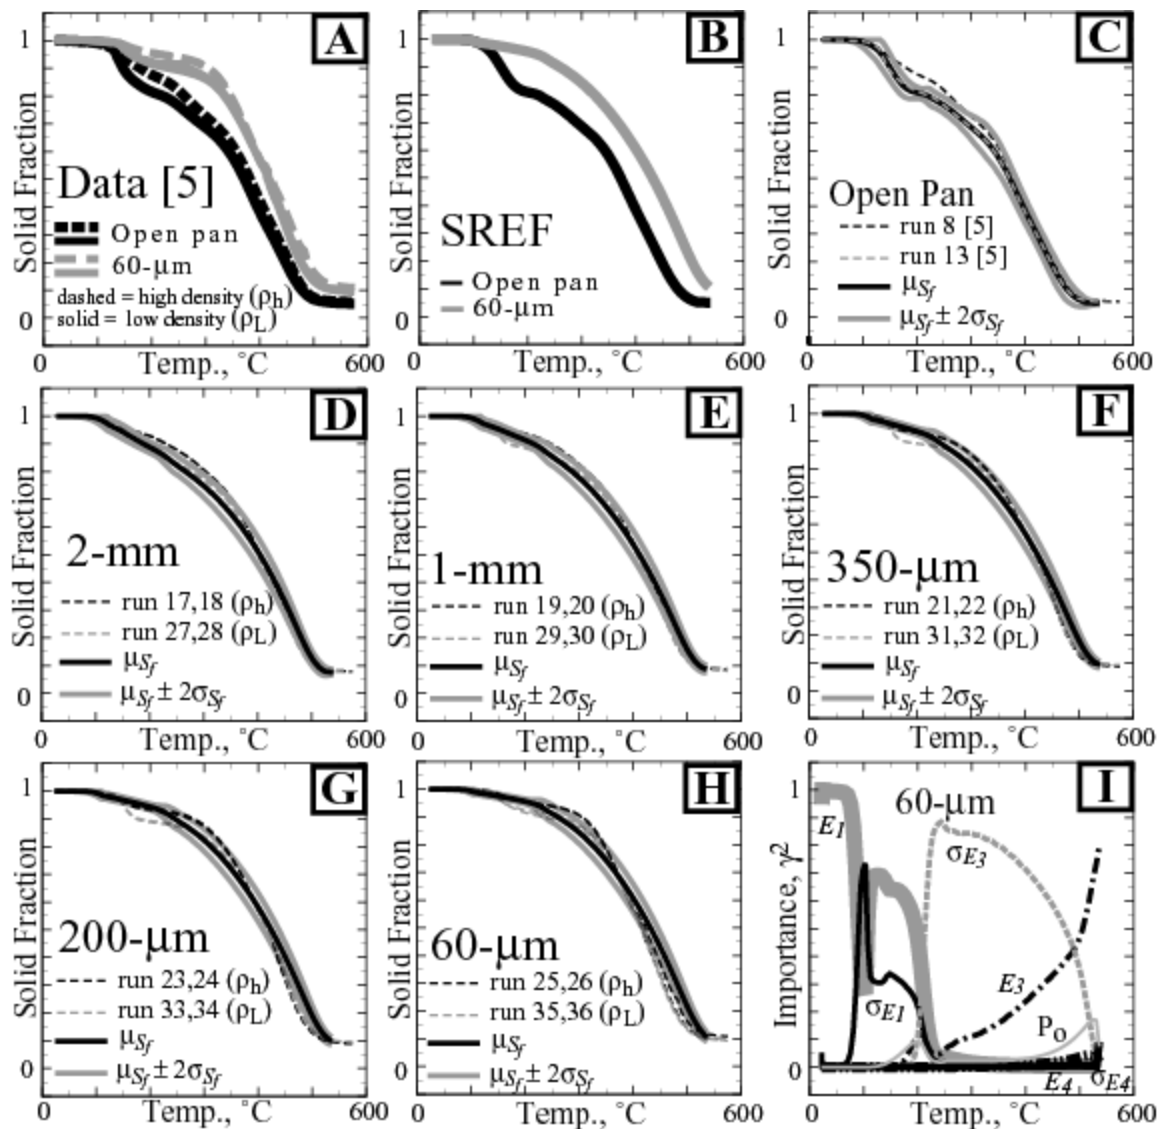 A
1
Solid Fraction
Data [5]
Open pan
60-μm
dashed = high density (ρh)
solid = low density (ρL)
0
0
Temp., °C
600
B
1
Solid Fraction
SREF
Open pan
60-μm
0
0
Temp., °C
600
C
1
Solid Fraction
Open Pan
run 8 [5]
run 13 [5]
μSf
μSf ± 2σSf
0
0
Temp., °C
600
D
1
Solid Fraction
2-mm
run 17,18 (ρh)
run 27,28 (ρL)
μSf
μSf ± 2σSf
0
0
Temp., °C
600
E
1
Solid Fraction
1-mm
run 19,20 (ρh)
run 29,30 (ρL)
μSf
μSf ± 2σSf
0
0
Temp., °C
600
F
1
Solid Fraction
350-μm
run 21,22 (ρh)
run 31,32 (ρL)
μSf
μSf ± 2σSf
0
0
Temp., °C
600
G
1
Solid Fraction
200-μm
run 23,24 (ρh)
run 33,34 (ρL)
μSf
μSf ± 2σSf
0
0
Temp., °C
600
H
1
Solid Fraction
60-μm
run 25,26 (ρh)
run 35,36 (ρL)
μSf
μSf ± 2σSf
0
0
Temp., °C
600
I
1
Importance, γ²
60-μm
E1
σE3
σE1
E3
Po
E4
σE4
0
0
Temp., °C
600